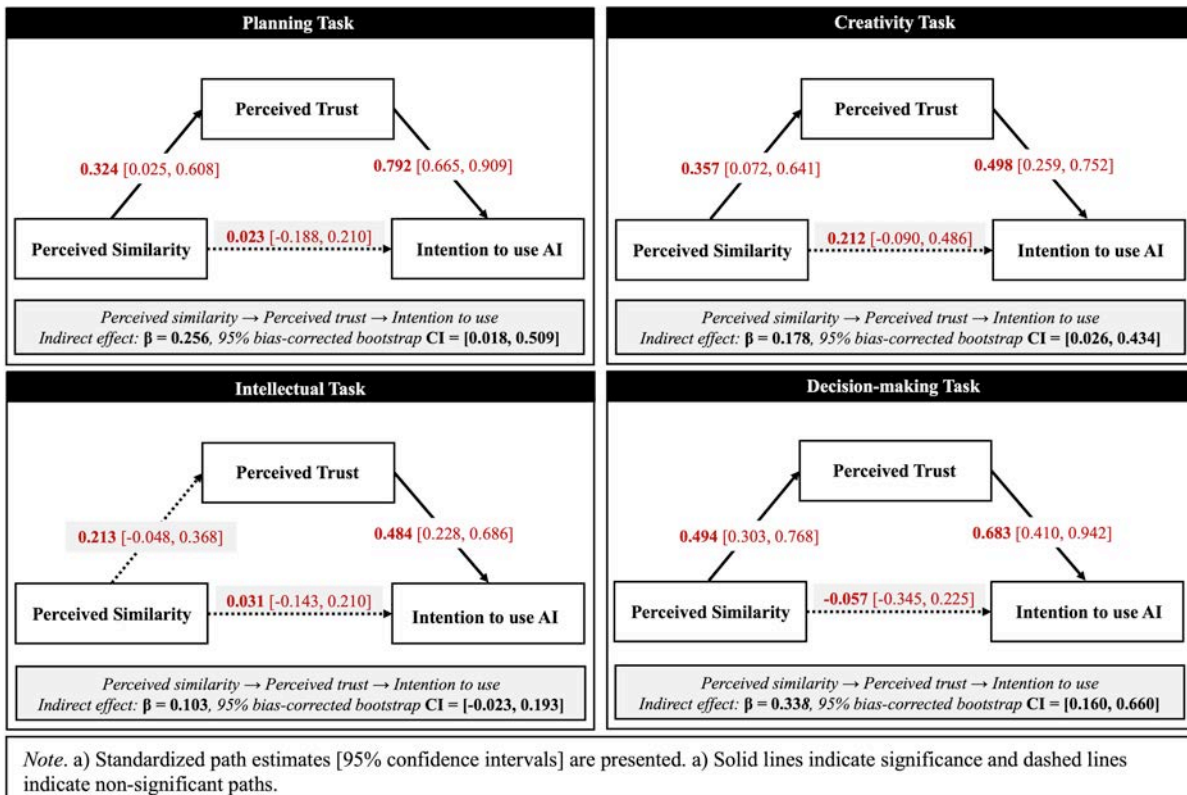 Planning Task
Perceived Trust
0.324 [0.025, 0.608]
0.792 [0.665, 0.909]
Perceived Similarity
0.023 [-0.188, 0.210]
Intention to use AI
Perceived similarity → Perceived trust → Intention to use
Indirect effect: β = 0.256, 95% bias-corrected bootstrap CI = [0.018, 0.509]
Creativity Task
Perceived Trust
0.357 [0.072, 0.641]
0.498 [0.259, 0.752]
Perceived Similarity
0.212 [-0.090, 0.486]
Intention to use AI
Perceived similarity → Perceived trust → Intention to use
Indirect effect: β = 0.178, 95% bias-corrected bootstrap CI = [0.026, 0.434]
Intellectual Task
Perceived Trust
0.213 [-0.048, 0.368]
0.484 [0.228, 0.686]
Perceived Similarity
0.031 [-0.143, 0.210]
Intention to use AI
Perceived similarity → Perceived trust → Intention to use
Indirect effect: β = 0.103, 95% bias-corrected bootstrap CI = [-0.023, 0.193]
Decision-making Task
Perceived Trust
0.494 [0.303, 0.768]
0.683 [0.410, 0.942]
Perceived Similarity
-0.057 [-0.345, 0.225]
Intention to use AI
Perceived similarity → Perceived trust → Intention to use
Indirect effect: β = 0.338, 95% bias-corrected bootstrap CI = [0.160, 0.660]
Note. a) Standardized path estimates [95% confidence intervals] are presented. a) Solid lines indicate significance and dashed lines
indicate non-significant paths.